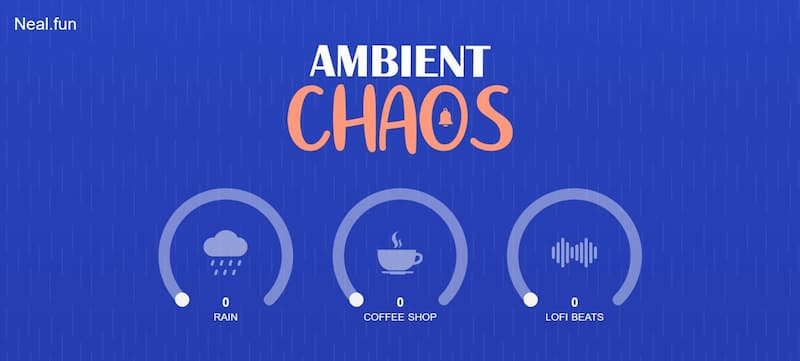 Neal.fun
AMBIENT
CHAOS
0
RAIN
0
COFFEE SHOP
0
LOFI BEATS